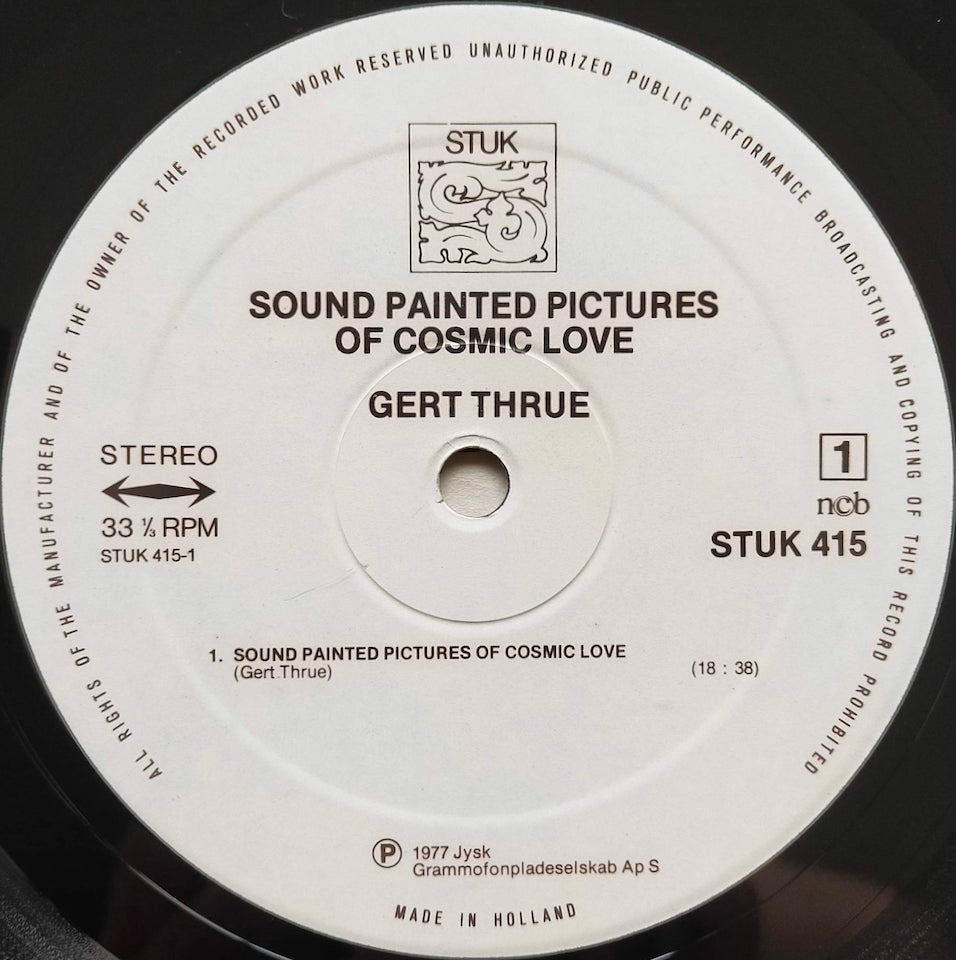 ALL RIGHTS OF THE MANUFACTURER AND OF THE OWNER OF THE RECORDED WORK RESERVED UNAUTHORIZED PUBLIC PERFORMANCE BROADCASTING AND COPYING OF THIS RECORD PROHIBITED
STUK
SOUND PAINTED PICTURES
OF COSMIC LOVE
GERT THRUE
STEREO
33 ⅓ RPM
STUK 415-1
1
n©b
STUK 415
1. SOUND PAINTED PICTURES OF COSMIC LOVE
(Gert Thrue) (18 : 38)
Ⓟ 1977 Jysk
Grammofonpladeselskab Ap S
MADE IN HOLLAND